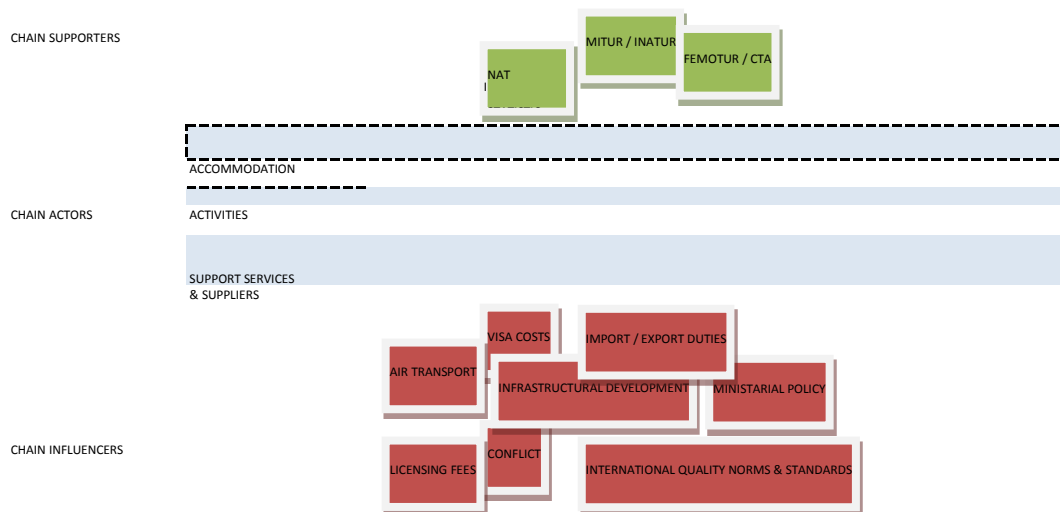 CHAIN SUPPORTERS
MITUR / INATUR
FEMOTUR / CTA
NAT
ACCOMMODATION
CHAIN ACTORS
ACTIVITIES
SUPPORT SERVICES
& SUPPLIERS
VISA COSTS
IMPORT / EXPORT DUTIES
AIR TRANSPORT
INFRASTRUCTURAL DEVELOPMENT
MINISTARIAL POLICY
CHAIN INFLUENCERS
CONFLICT
LICENSING FEES
INTERNATIONAL QUALITY NORMS & STANDARDS